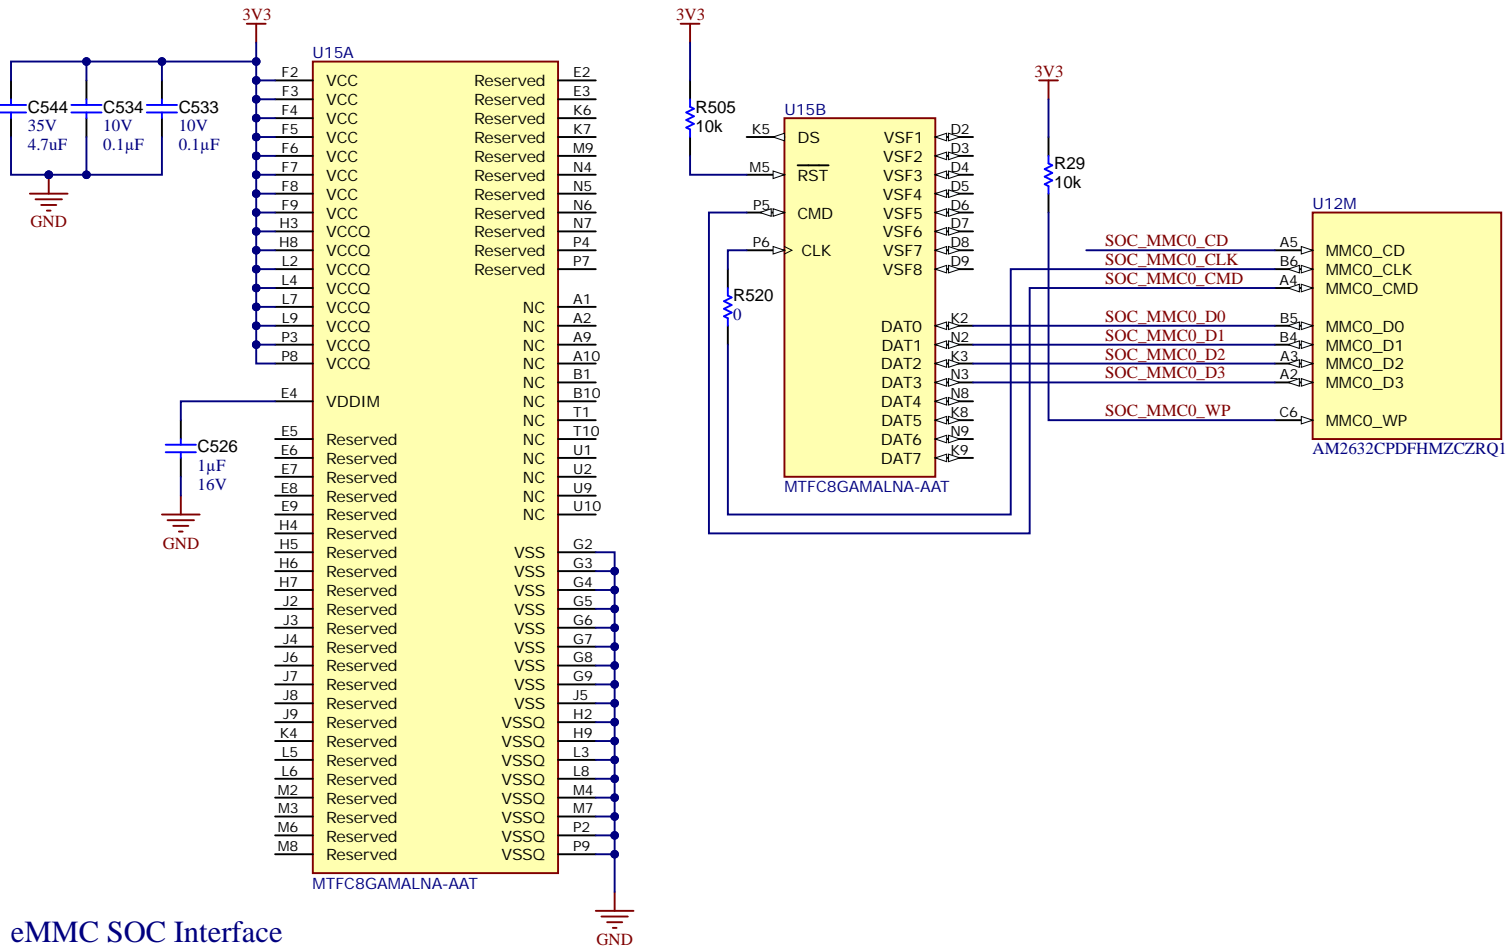 3V3
U15A
C544
35V
4.7uF
C534
10V
0.1µF
C533
10V
0.1µF
GND
F2 VCC
F3 VCC
F4 VCC
F5 VCC
F6 VCC
F7 VCC
F8 VCC
F9 VCC
H3 VCCQ
H8 VCCQ
L2 VCCQ
L4 VCCQ
L7 VCCQ
L9 VCCQ
P3 VCCQ
P8 VCCQ
E4 VDDIM
C526
1µF
16V
GND
E5 Reserved
E6 Reserved
E7 Reserved
E8 Reserved
E9 Reserved
H4 Reserved
H5 Reserved
H6 Reserved
H7 Reserved
J2 Reserved
J3 Reserved
J4 Reserved
J6 Reserved
J7 Reserved
J8 Reserved
J9 Reserved
K4 Reserved
L5 Reserved
L6 Reserved
M2 Reserved
M3 Reserved
M6 Reserved
M8 Reserved
Reserved E2
Reserved E3
Reserved K6
Reserved K7
Reserved M9
Reserved N4
Reserved N5
Reserved N6
Reserved N7
Reserved P4
Reserved P7
NC A1
NC A2
NC A9
NC A10
NC B1
NC B10
NC T1
NC T10
NC U1
NC U2
NC U9
NC U10
VSS G2
VSS G3
VSS G4
VSS G5
VSS G6
VSS G7
VSS G8
VSS G9
VSS J5
VSSQ H2
VSSQ H9
VSSQ L3
VSSQ L8
VSSQ M4
VSSQ M7
VSSQ P2
VSSQ P9
MTFC8GAMALNA-AAT
GND
3V3
R505
10k
U15B
K5 DS
M5 RST
P5 CMD
P6 CLK
R520
0
VSF1 D2
VSF2 D3
VSF3 D4
VSF4 D5
VSF5 D6
VSF6 D7
VSF7 D8
VSF8 D9
DAT0 K2
DAT1 N2
DAT2 K3
DAT3 N3
DAT4 N8
DAT5 K8
DAT6 N9
DAT7 K9
MTFC8GAMALNA-AAT
3V3
R29
10k
U12M
SOC_MMC0_CD A5 MMC0_CD
SOC_MMC0_CLK B6 MMC0_CLK
SOC_MMC0_CMD A4 MMC0_CMD
SOC_MMC0_D0 B5 MMC0_D0
SOC_MMC0_D1 B4 MMC0_D1
SOC_MMC0_D2 A3 MMC0_D2
SOC_MMC0_D3 A2 MMC0_D3
SOC_MMC0_WP C6 MMC0_WP
AM2632CPDFHMZCZRQ1
eMMC SOC Interface